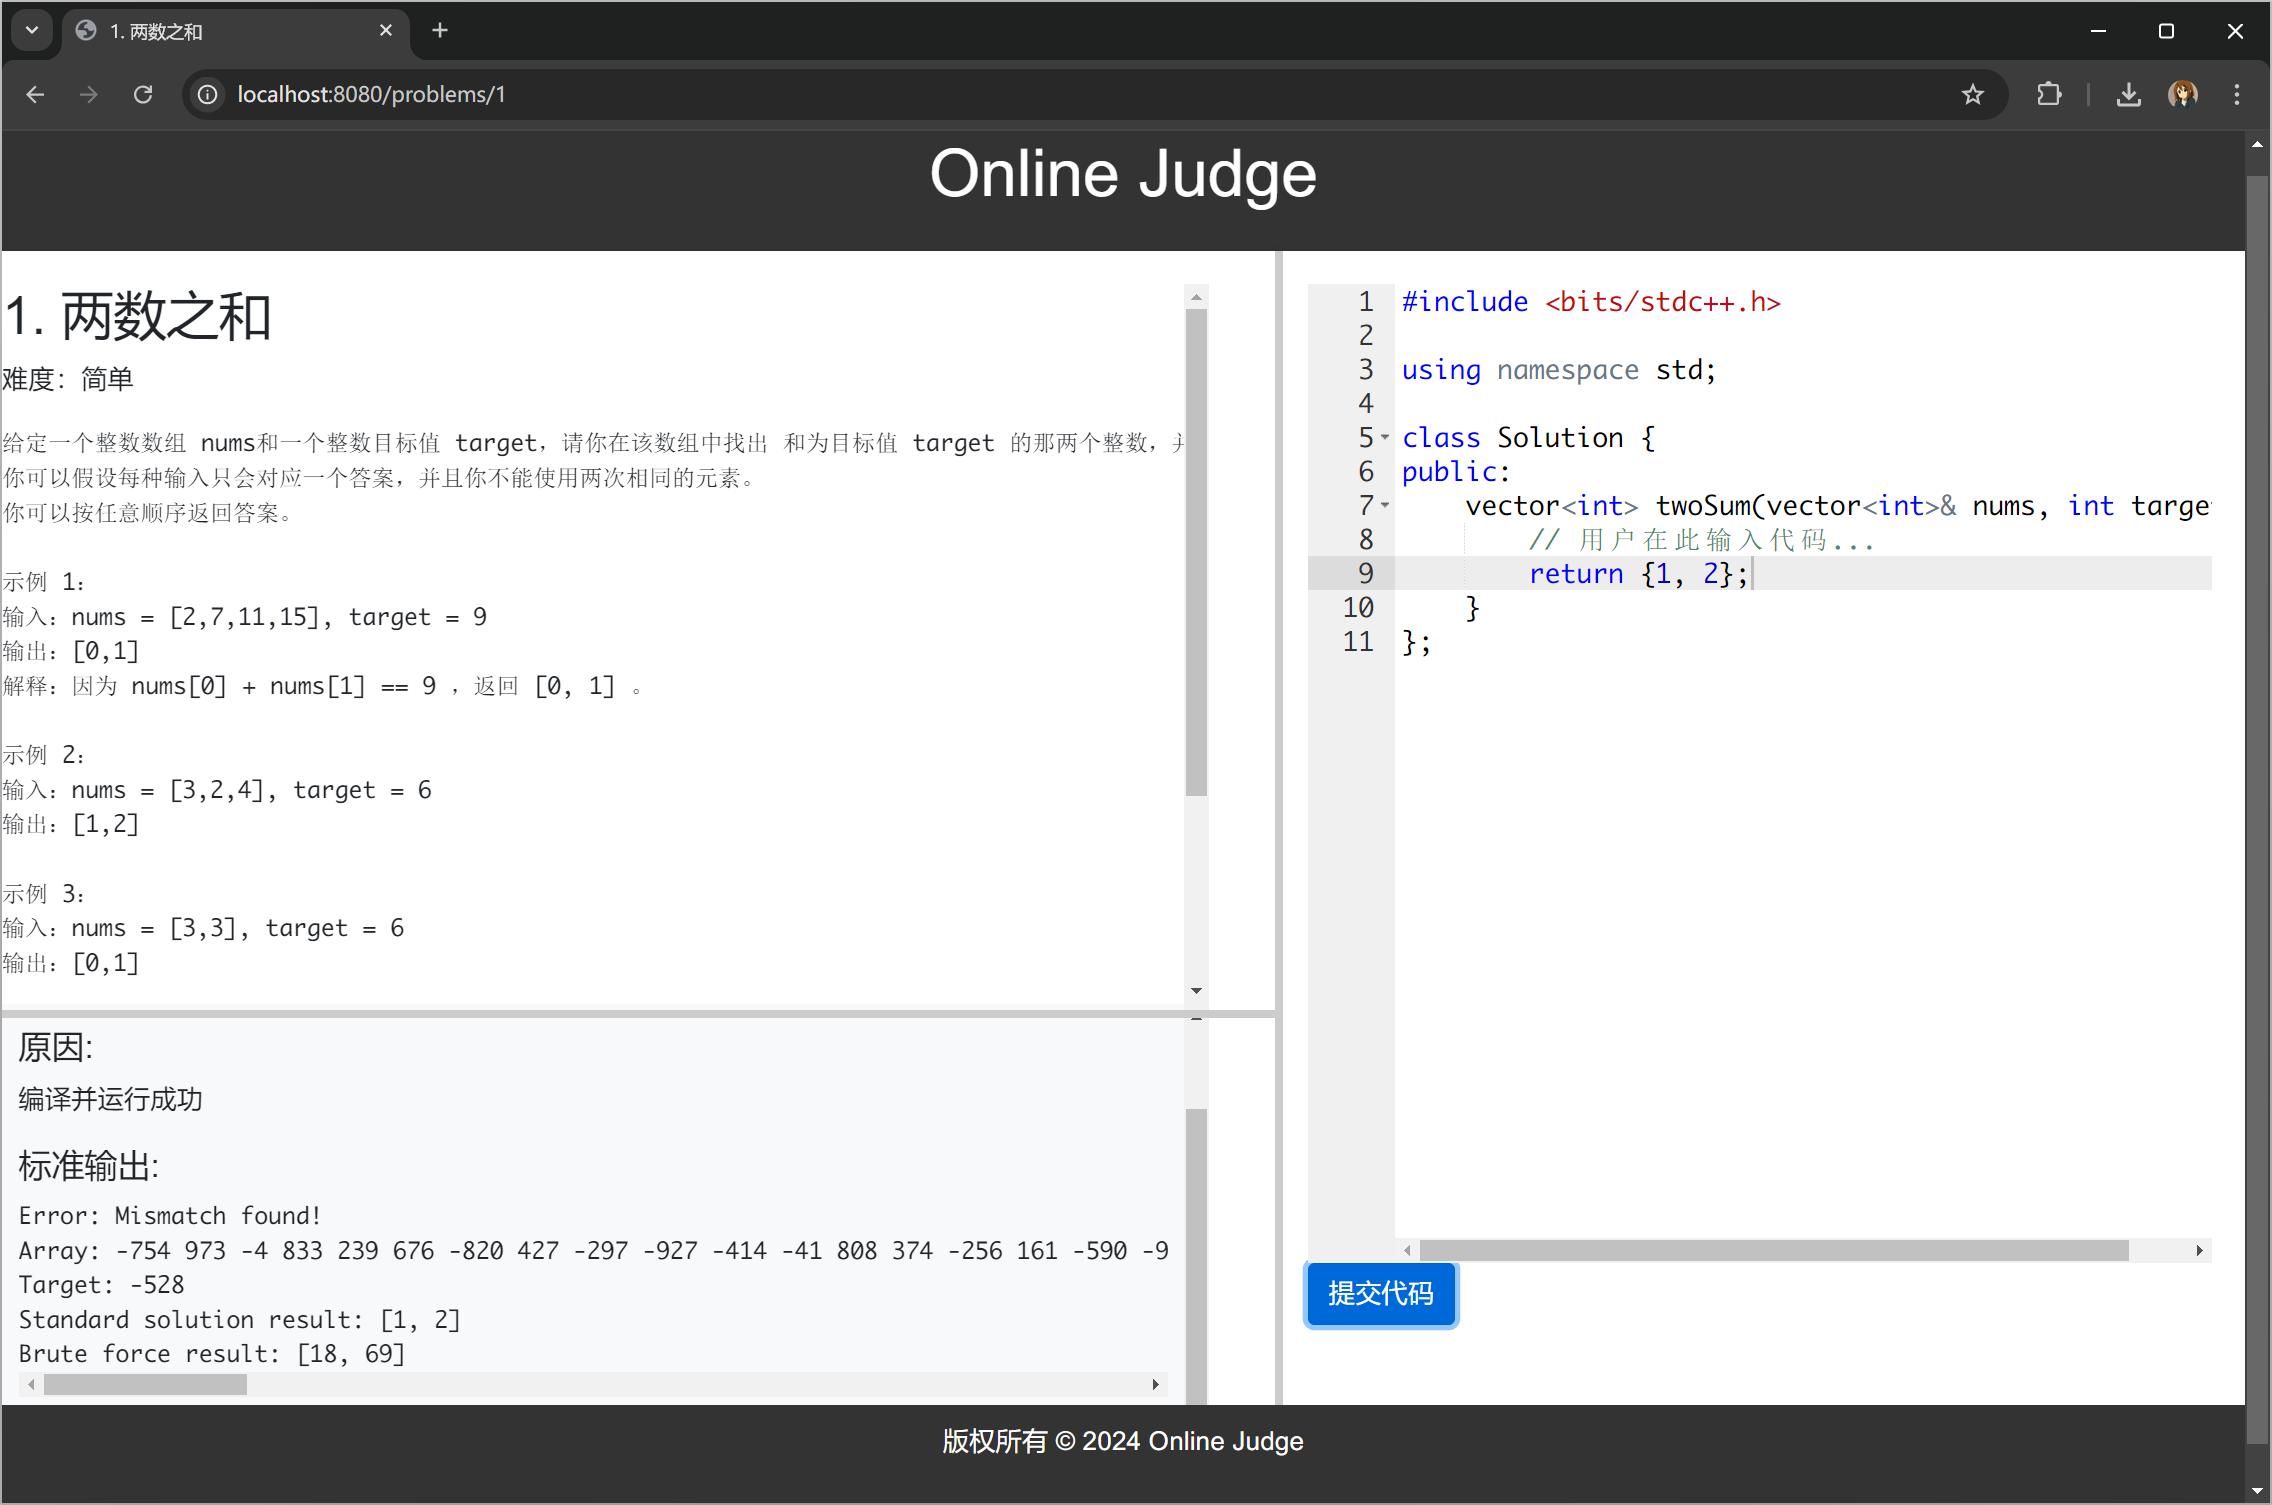 1. 两数之和
localhost:8080/problems/1
Online Judge
1. 两数之和
难度：简单
给定一个整数数组 nums和一个整数目标值 target，请你在该数组中找出 和为目标值 target 的那两个整数，
你可以假设每种输入只会对应一个答案，并且你不能使用两次相同的元素。
你可以按任意顺序返回答案。
示例 1：
输入：nums = [2,7,11,15], target = 9
输出：[0,1]
解释：因为 nums[0] + nums[1] == 9 ，返回 [0, 1] 。
示例 2：
输入：nums = [3,2,4], target = 6
输出：[1,2]
示例 3：
输入：nums = [3,3], target = 6
输出：[0,1]
原因:
编译并运行成功
标准输出:
Error: Mismatch found!
Array: -754 973 -4 833 239 676 -820 427 -297 -927 -414 -41 808 374 -256 161 -590 -9
Target: -528
Standard solution result: [1, 2]
Brute force result: [18, 69]
1 #include <bits/stdc++.h>
2
3 using namespace std;
4
5 class Solution {
6 public:
7     vector<int> twoSum(vector<int>& nums, int targe
8         // 用户在此输入代码...
9         return {1, 2};
10     }
11 };
提交代码
版权所有 © 2024 Online Judge